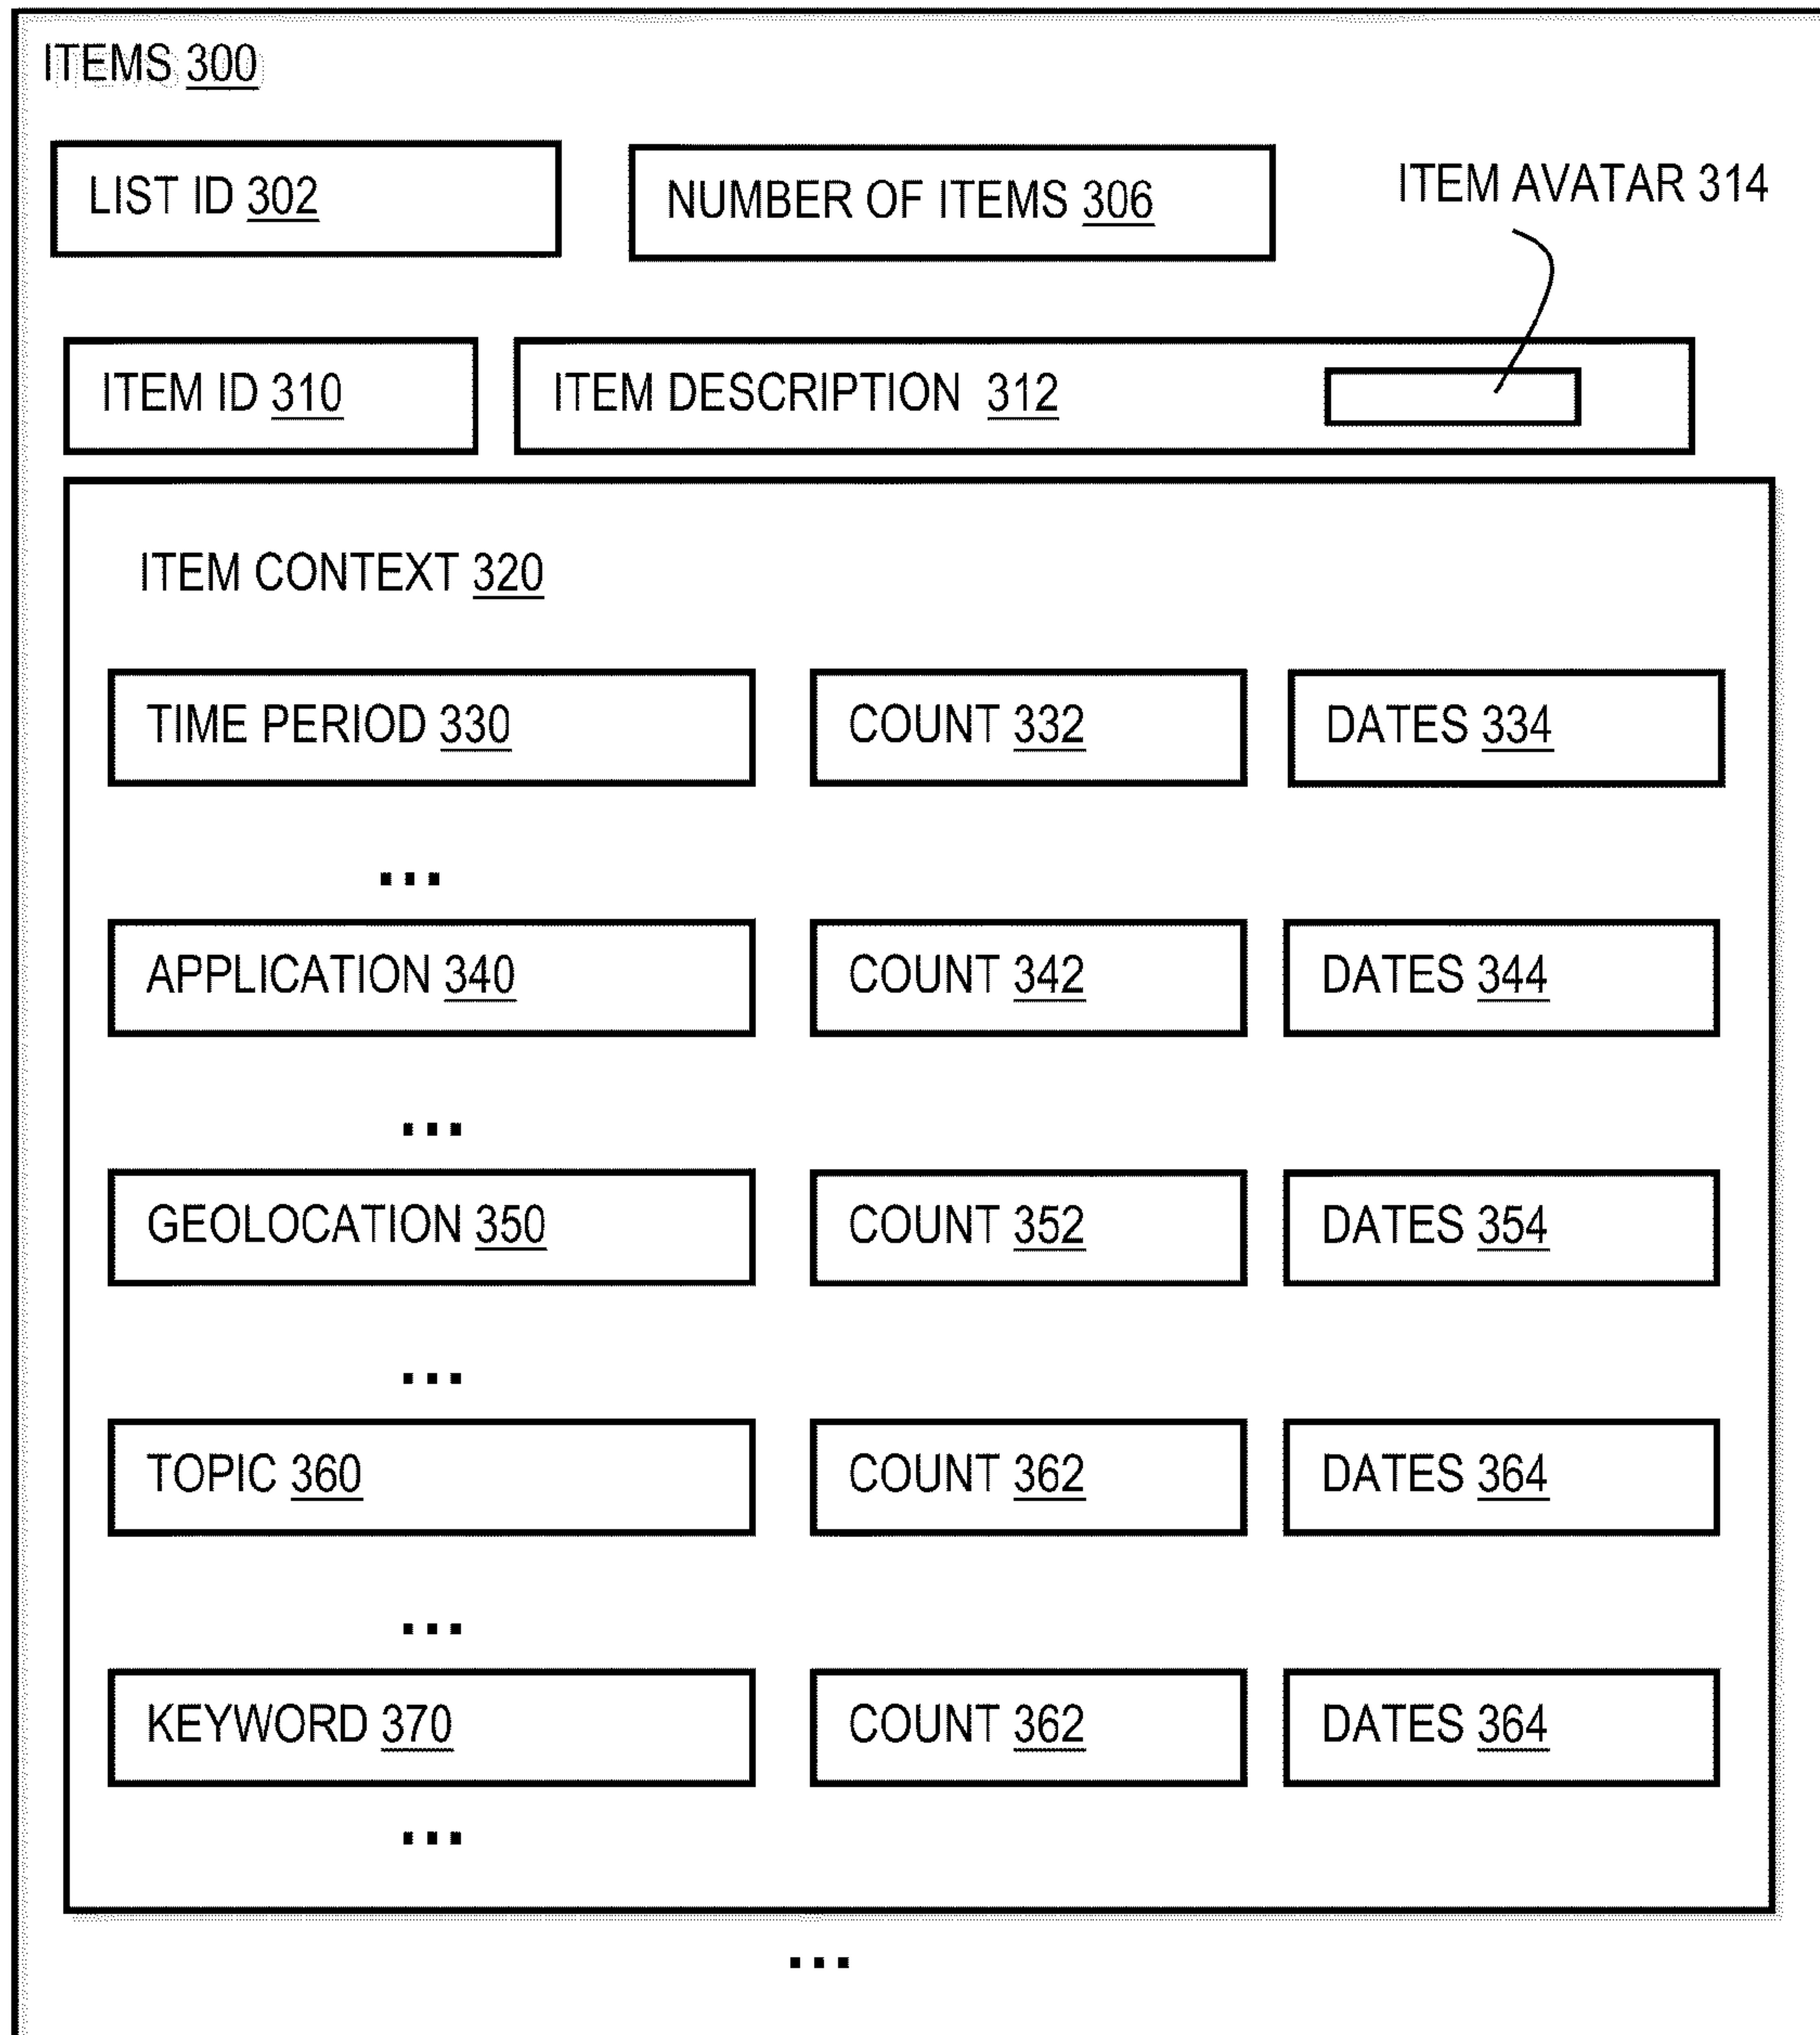 ITEMS 300
LIST ID 302
NUMBER OF ITEMS 306
ITEM AVATAR 314
ITEM ID 310
ITEM DESCRIPTION 312
ITEM CONTEXT 320
TIME PERIOD 330
COUNT 332
DATES 334
...
APPLICATION 340
COUNT 342
DATES 344
...
GEOLOCATION 350
COUNT 352
DATES 354
...
TOPIC 360
COUNT 362
DATES 364
...
KEYWORD 370
COUNT 362
DATES 364
...
...